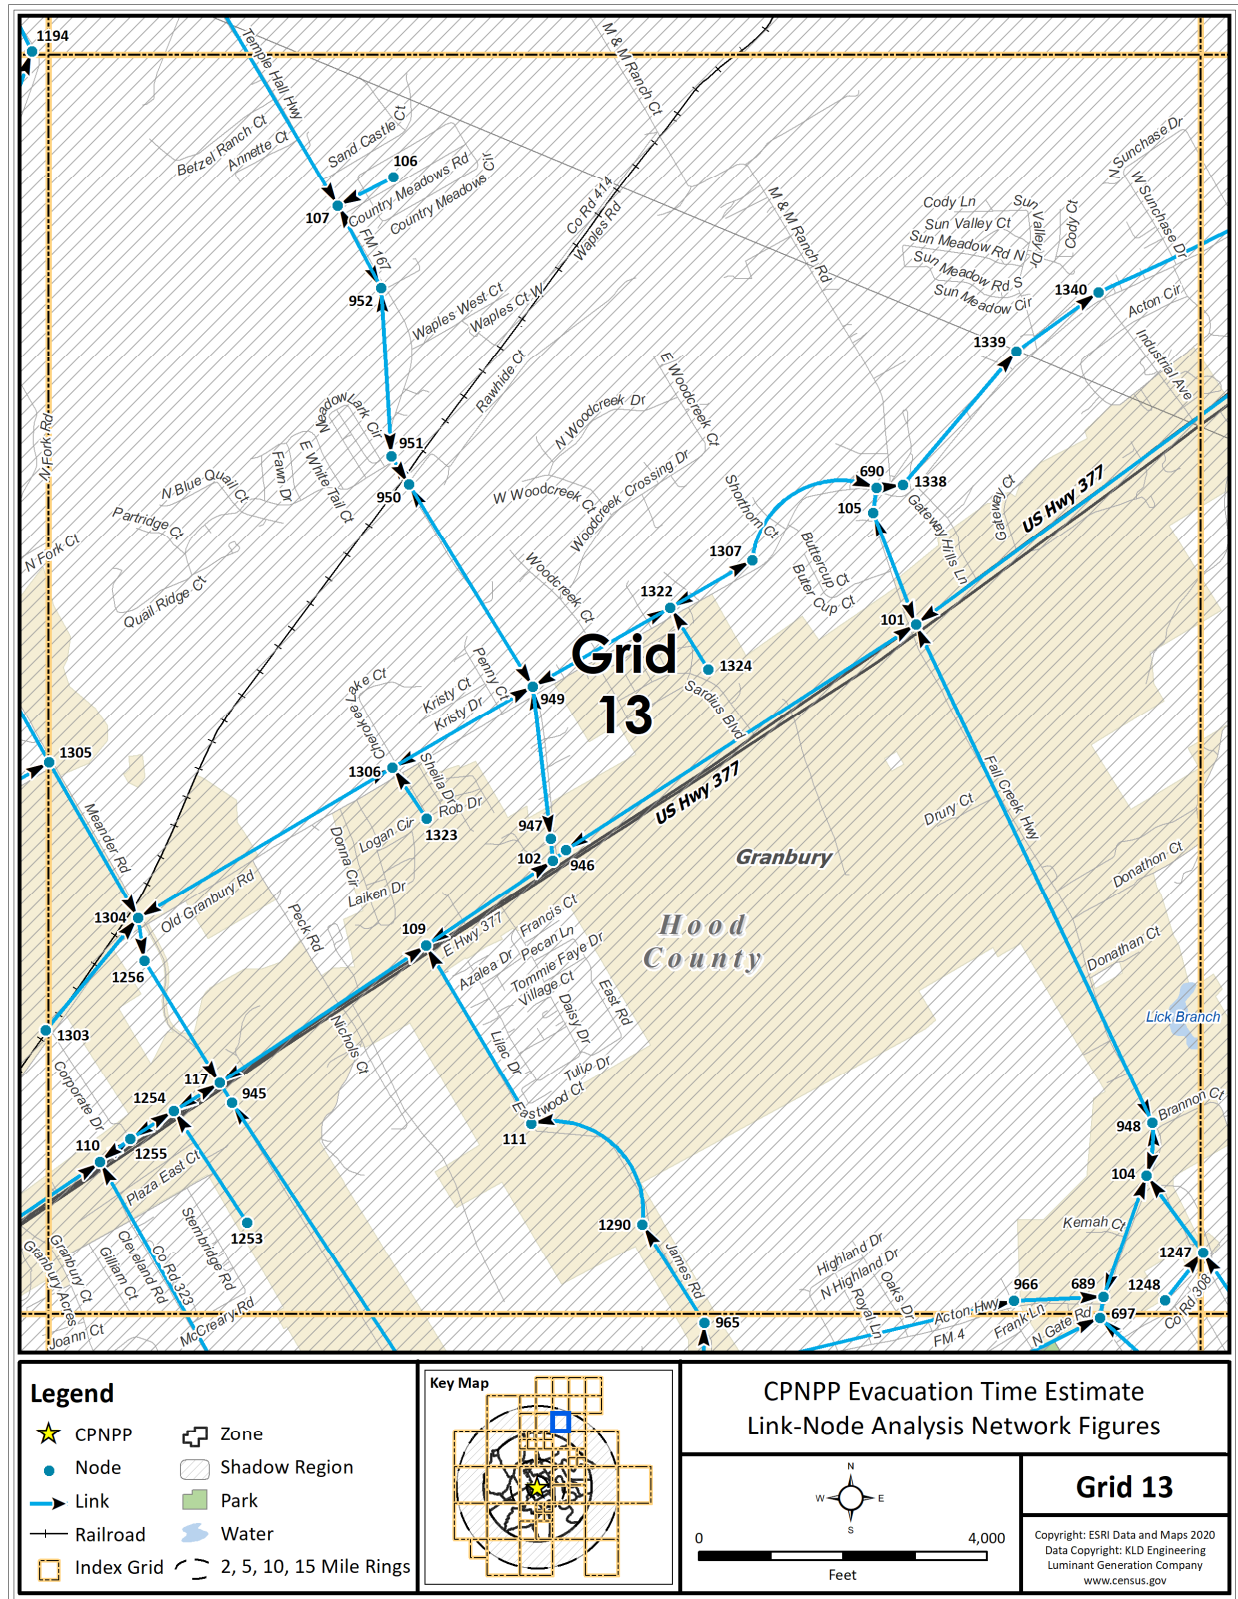 1194
Temple Hall Hwy
M & M Ranch Ct
Betzel Ranch Ct
Annette Ct
Sand Castle Ct
106
Country Meadows Rd
Country Meadows Cir
107
FM 167
Co Rd 414
Waples Rd
M & M Ranch Rd
N Sunchase Dr
W Sunchase Dr
Cody Ln
Sun Valley Ct
Sun Valley Dr
Cody Ct
Sun Meadow Rd N
Sun Meadow Rd S
Sun Meadow Cir
1340
Acton Cir
952
Waples West Ct
Waples Ct W
1339
Industrial Ave
Rawhide Ct
E Woodcreek Ct
N Woodcreek Dr
Meadow Lark Cir
N Fork Rd
951
E White Tail Ct
Fawn Dr
N Blue Quail Ct
950
W Woodcreek Ct
Woodcreek Crossing Dr
Shorthorn Ct
690
1338
105
Gateway Hills Ln
Gateway Ct
US Hwy 377
Partridge Ct
N Fork Ct
Quail Ridge Ct
1307
Buttercup Ct
Buter Cup Ct
Woodcreek Ct
1322
101
Grid
13
1324
Sardius Blvd
Penny Ct
949
Cherokee Lake Ct
Kristy Ct
Kristy Dr
1305
1306
Sheila Dr
Rob Dr
Logan Cir
1323
US Hwy 377
Fall Creek Hwy
Drury Ct
Meander Rd
Donna Cir
947
102
946
Granbury
Donathon Ct
Laiken Dr
Old Granbury Rd
1304
Peck Rd
109
E Hwy 377
Francis Ct
Pecan Ln
Hood
County
Azalea Dr
Tommie Faye Dr
Village Ct
Donathan Ct
1256
Daisy Dr
East Rd
Lick Branch
1303
Nichols Ct
Lilac Dr
Tulip Dr
Corporate Dr
117
945
Eastwood Ct
1254
111
Brannon Ct
948
110
1255
Plaza East Ct
104
Stembridge Rd
1253
1290
Kemah Ct
Granbury Acres
Granbury Ct
Gilliam Ct
Cleveland Rd
Co Rd 323
James Rd
Highland Dr
N Highland Dr
Oaks Dr
Royal Ln
1247
966
689
1248
Co Rd 308
Acton Hwy
Frank Ln
N Gate Rd
697
FM 4
965
Joann Ct
McCreary Rd
Legend
CPNPP
Zone
Node
Shadow Region
Link
Park
Railroad
Water
Index Grid
2, 5, 10, 15 Mile Rings
Key Map
CPNPP Evacuation Time Estimate
Link-Node Analysis Network Figures
N
W
E
S
0
4,000
Feet
Grid 13
Copyright: ESRI Data and Maps 2020
Data Copyright: KLD Engineering
Luminant Generation Company
www.census.gov